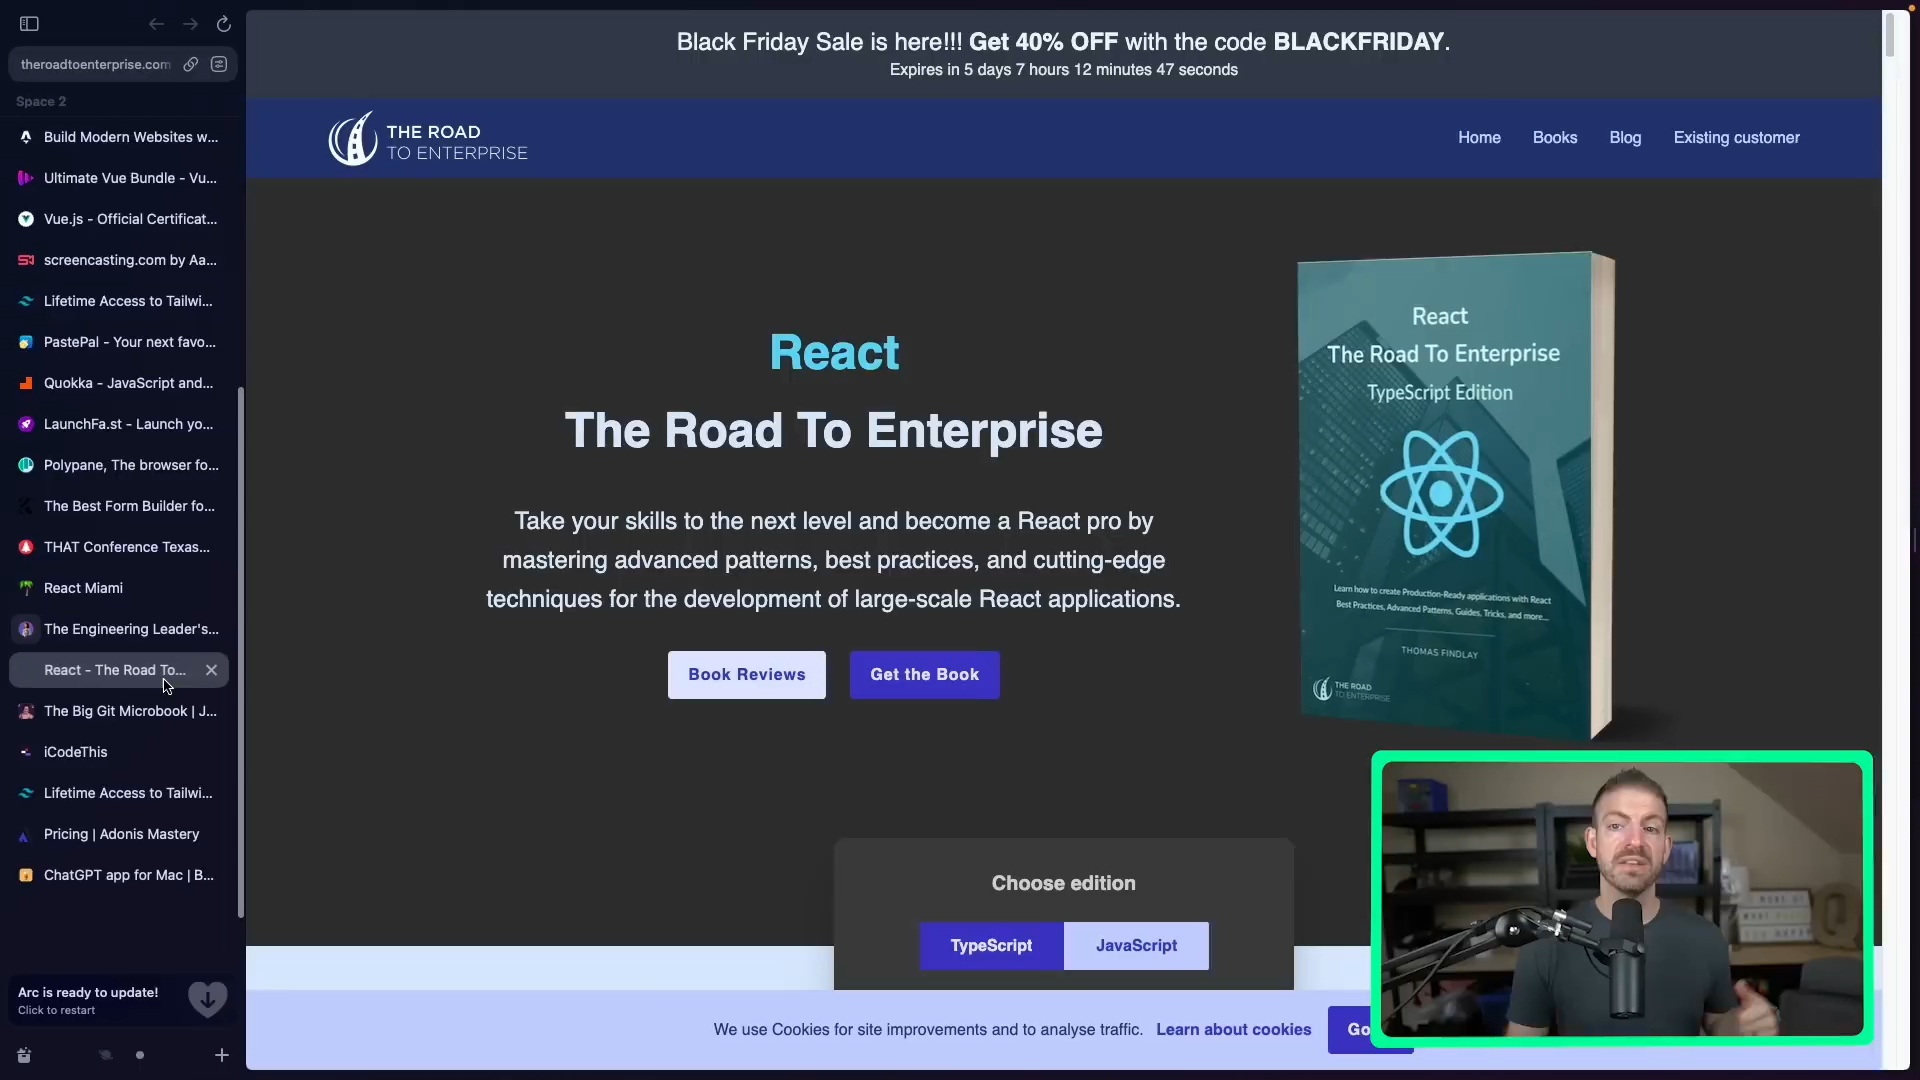 theroadtoenterprise.com
Space 2
Build Modern Websites w...
Ultimate Vue Bundle - Vu...
Vue.js - Official Certificat...
screencasting.com by Aa...
Lifetime Access to Tailwi...
PastePal - Your next favo...
Quokka - JavaScript and...
LaunchFa.st - Launch yo...
Polypane, The browser fo...
The Best Form Builder fo...
THAT Conference Texas...
React Miami
The Engineering Leader's...
React - The Road To...
The Big Git Microbook | J...
iCodeThis
Lifetime Access to Tailwi...
Pricing | Adonis Mastery
ChatGPT app for Mac | B...
Arc is ready to update!
Click to restart
Black Friday Sale is here!!! Get 40% OFF with the code BLACKFRIDAY.
Expires in 5 days 7 hours 12 minutes 47 seconds
THE ROAD
TO ENTERPRISE
Home Books Blog Existing customer
React
The Road To Enterprise
Take your skills to the next level and become a React pro by
mastering advanced patterns, best practices, and cutting-edge
techniques for the development of large-scale React applications.
Book Reviews Get the Book
React
The Road To Enterprise
TypeScript Edition
Learn how to create Production-Ready applications with React
Best Practices, Advanced Patterns, Guides, Tricks, and more...
THOMAS FINDLAY
THE ROAD
TO ENTERPRISE
Choose edition
TypeScript JavaScript
We use Cookies for site improvements and to analyse traffic. Learn about cookies